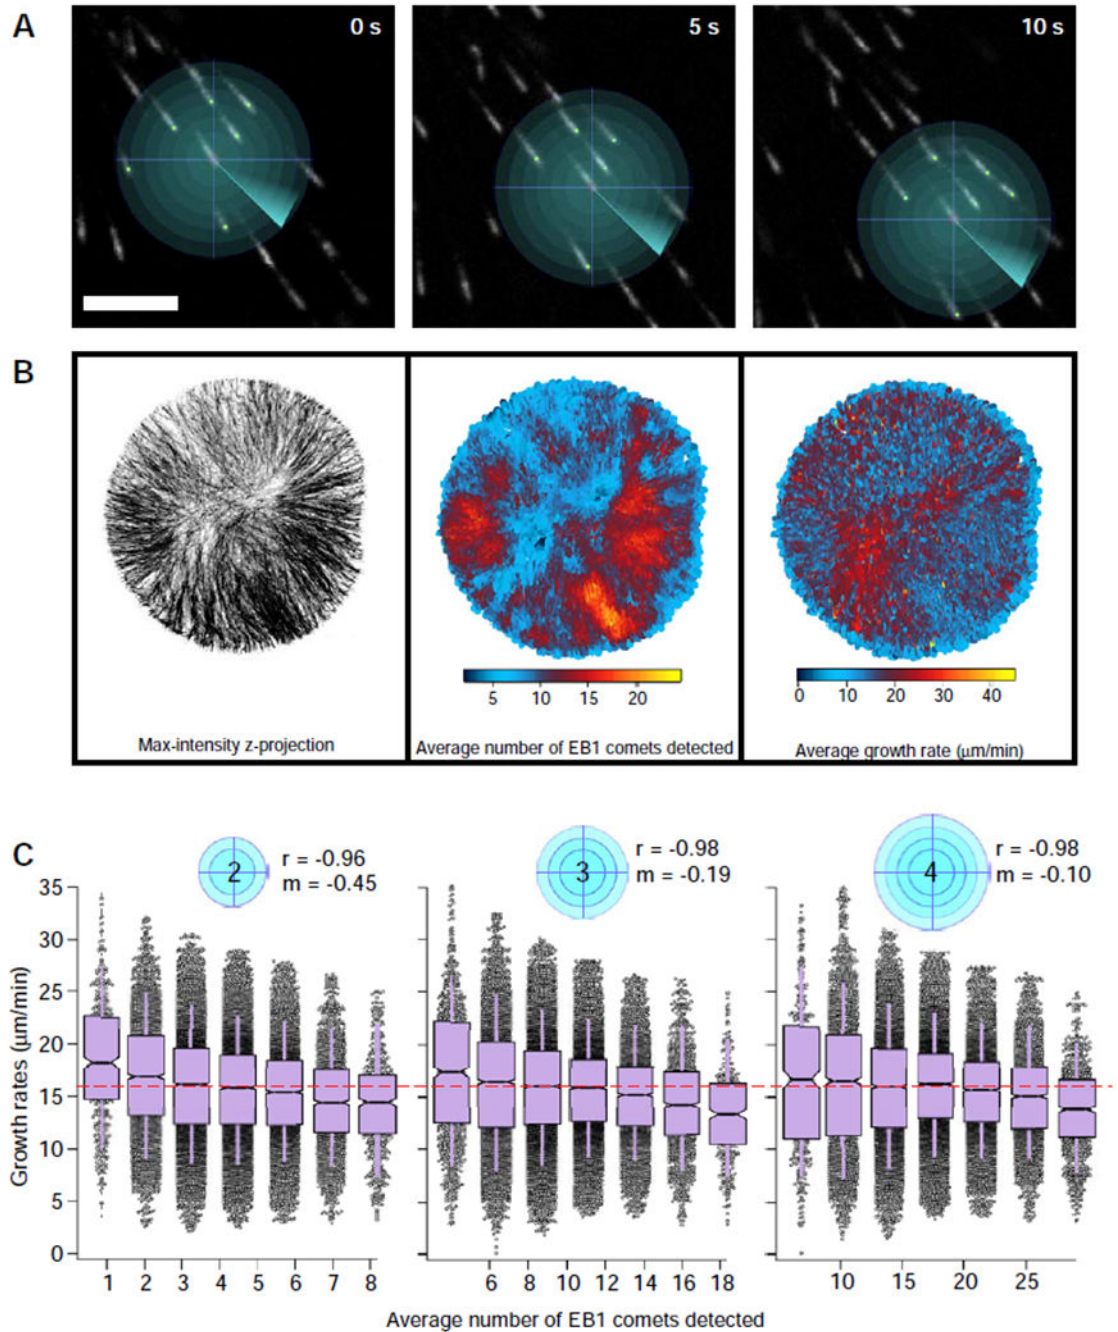 A
0 s
5 s
10 s
B
5 10 15 20
0 10 20 30 40
Max-intensity z-projection
Average number of EB1 comets detected
Average growth rate (μm/min)
C
2
r = -0.96
m = -0.45
3
r = -0.98
m = -0.19
4
r = -0.98
m = -0.10
Growth rates (μm/min)
35
30
25
20
15
10
5
0
1 2 3 4 5 6 7 8
6 8 10 12 14 16 18
10 15 20 25
Average number of EB1 comets detected